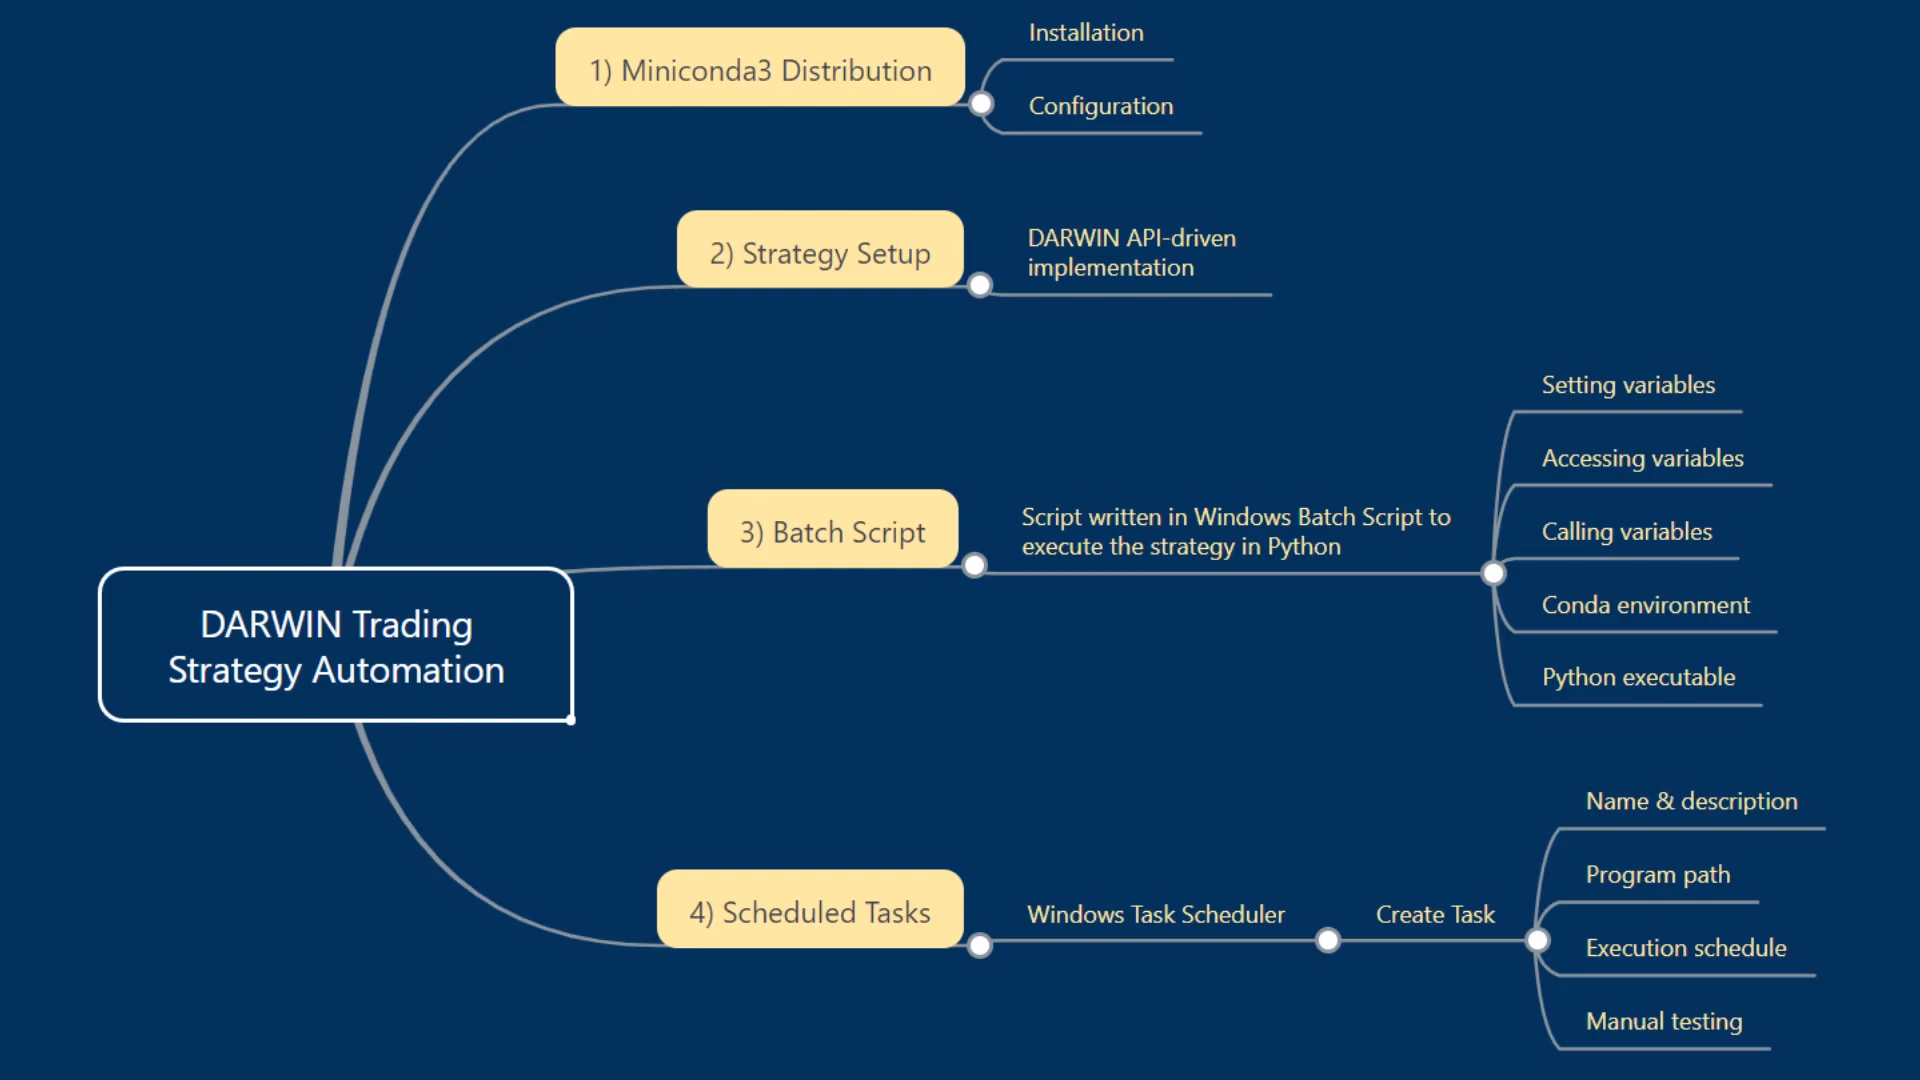 1) Miniconda3 Distribution
Installation
Configuration
2) Strategy Setup
DARWIN API-driven
implementation
DARWIN Trading
Strategy Automation
3) Batch Script
Script written in Windows Batch Script to
execute the strategy in Python
Setting variables
Accessing variables
Calling variables
Conda environment
Python executable
4) Scheduled Tasks
Windows Task Scheduler
Create Task
Name & description
Program path
Execution schedule
Manual testing